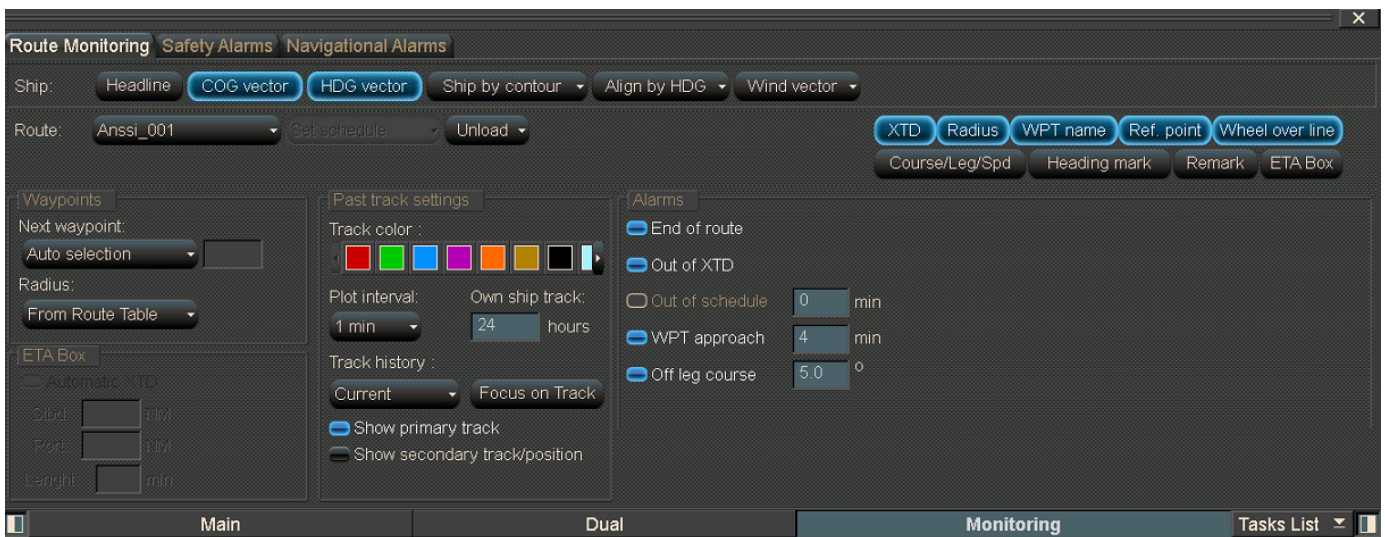 Route Monitoring Safety Alarms Navigational Alarms
Ship: Headline COG vector HDG vector Ship by contour Align by HDG Wind vector
Route: Anssi_001 Set schedule Unload XTD Radius WPT name Ref. point Wheel over line
Course/Leg/Spd Heading mark Remark ETA Box
Waypoints
Next waypoint:
Auto selection
Radius:
From Route Table
ETA Box
Automatic XTD
Stbd: NM
Port: NM
Lenght min
Past track settings
Track color :
Plot interval: Own ship track:
1 min 24 hours
Track history :
Current Focus on Track
Show primary track
Show secondary track/position
Alarms
End of route
Out of XTD
Out of schedule 0 min
WPT approach 4 min
Off leg course 5.0 °
Main Dual Monitoring Tasks List